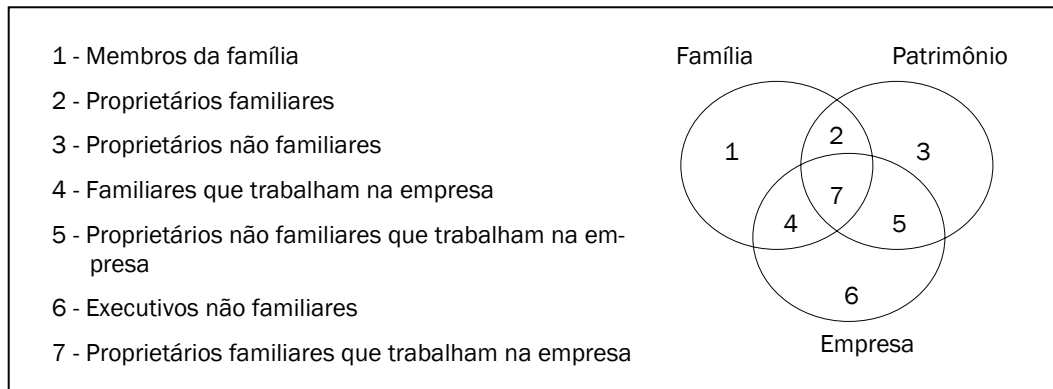 1 - Membros da família
2 - Proprietários familiares
3 - Proprietários não familiares
4 - Familiares que trabalham na empresa
5 - Proprietários não familiares que trabalham na em-
presa
6 - Executivos não familiares
7 - Proprietários familiares que trabalham na empresa
Família
Patrimônio
1
2
3
7
4
5
6
Empresa